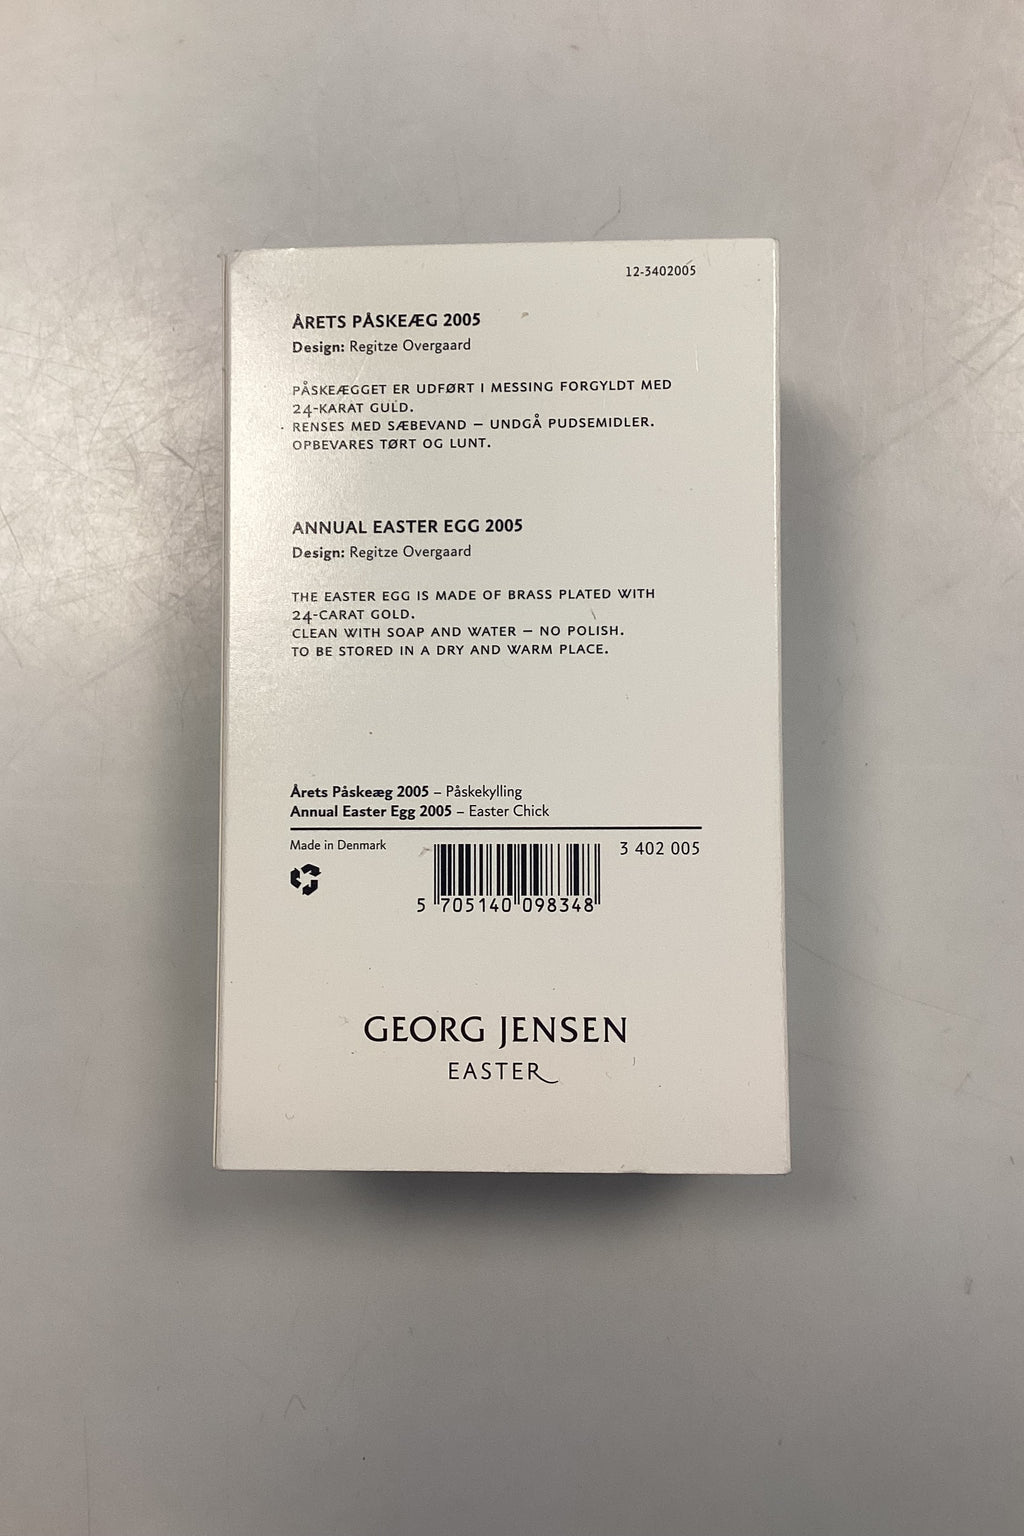 12-3402005
ÅRETS PÅSKEÆG 2005
Design: Regitze Overgaard
PÅSKEÆGGET ER UDFØRT I MESSING FORGYLDT MED
24-KARAT GULD.
RENSES MED SÆBEVAND – UNDGÅ PUDSEMIDLER.
OPBEVARES TØRT OG LUNT.
ANNUAL EASTER EGG 2005
Design: Regitze Overgaard
THE EASTER EGG IS MADE OF BRASS PLATED WITH
24-CARAT GOLD.
CLEAN WITH SOAP AND WATER – NO POLISH.
TO BE STORED IN A DRY AND WARM PLACE.
Årets Påskeæg 2005 – Påskekylling
Annual Easter Egg 2005 – Easter Chick
Made in Denmark
3 402 005
5 705140 098348
GEORG JENSEN
EASTER